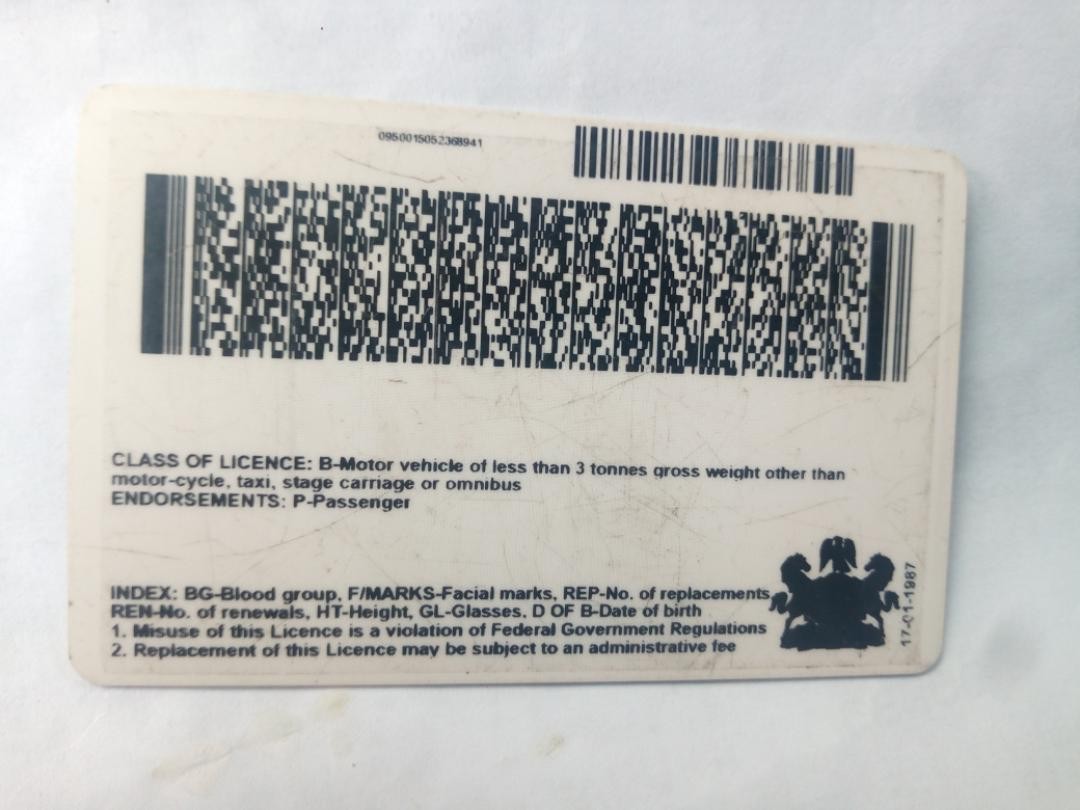 0950015052368941
CLASS OF LICENCE: B-Motor vehicle of less than 3 tonnes gross weight other than
motor-cycle, taxi, stage carriage or omnibus
ENDORSEMENTS: P-Passenger
INDEX: BG-Blood group, F/MARKS-Facial marks, REP-No. of replacements,
REN-No. of renewals, HT-Height, GL-Glasses, D OF B-Date of birth
1. Misuse of this Licence is a violation of Federal Government Regulations
2. Replacement of this Licence may be subject to an administrative fee
17-01-1987